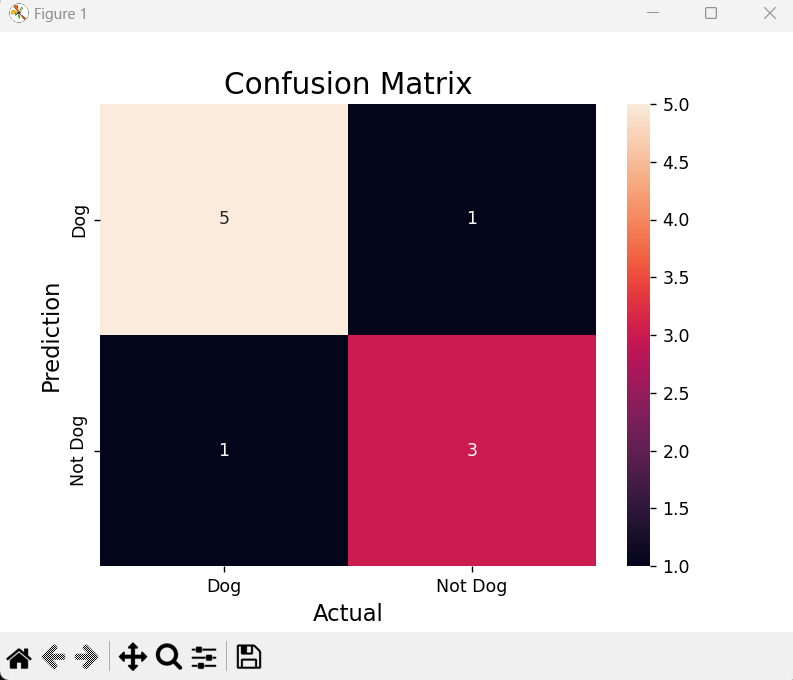 Figure 1
Confusion Matrix
5 1
1 3
Dog
Not Dog
Prediction
Dog Not Dog
Actual
5.0
4.5
4.0
3.5
3.0
2.5
2.0
1.5
1.0